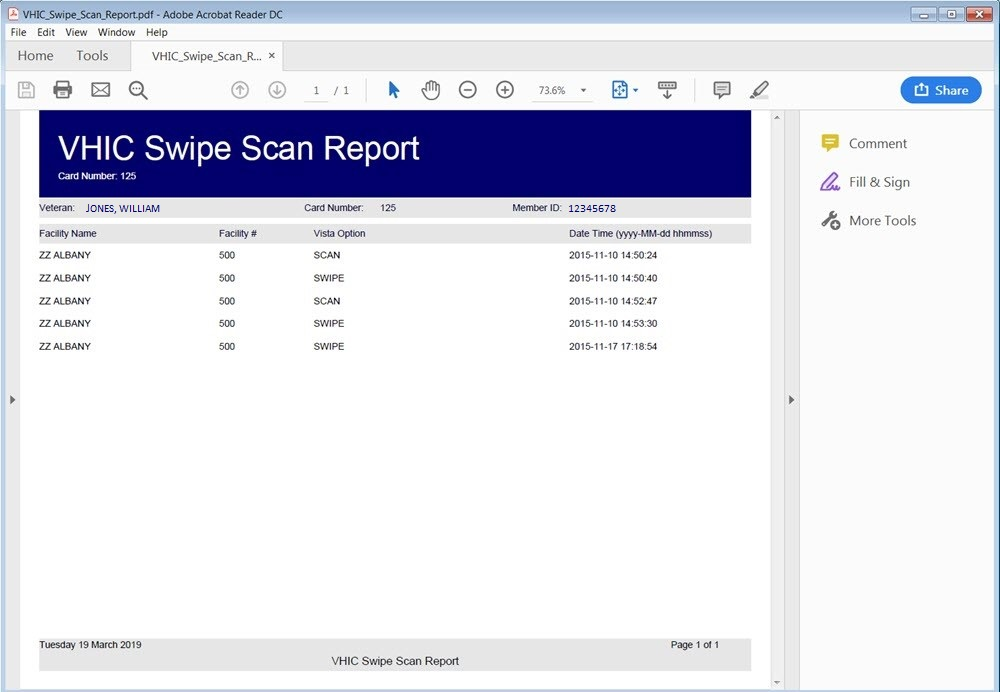 VHIC_Swipe_Scan_Report.pdf - Adobe Acrobat Reader DC
File Edit View Window Help
Home Tools VHIC_Swipe_Scan_R... ×
1 / 1 73.6% Share
VHIC Swipe Scan Report
Card Number: 125
Veteran: JONES, WILLIAM Card Number: 125 Member ID: 12345678
Facility Name Facility # Vista Option Date Time (yyyy-MM-dd hhmmss)
ZZ ALBANY 500 SCAN 2015-11-10 14:50:24
ZZ ALBANY 500 SWIPE 2015-11-10 14:50:40
ZZ ALBANY 500 SCAN 2015-11-10 14:52:47
ZZ ALBANY 500 SWIPE 2015-11-10 14:53:30
ZZ ALBANY 500 SWIPE 2015-11-17 17:18:54
Tuesday 19 March 2019 Page 1 of 1
VHIC Swipe Scan Report
Comment
Fill & Sign
More Tools